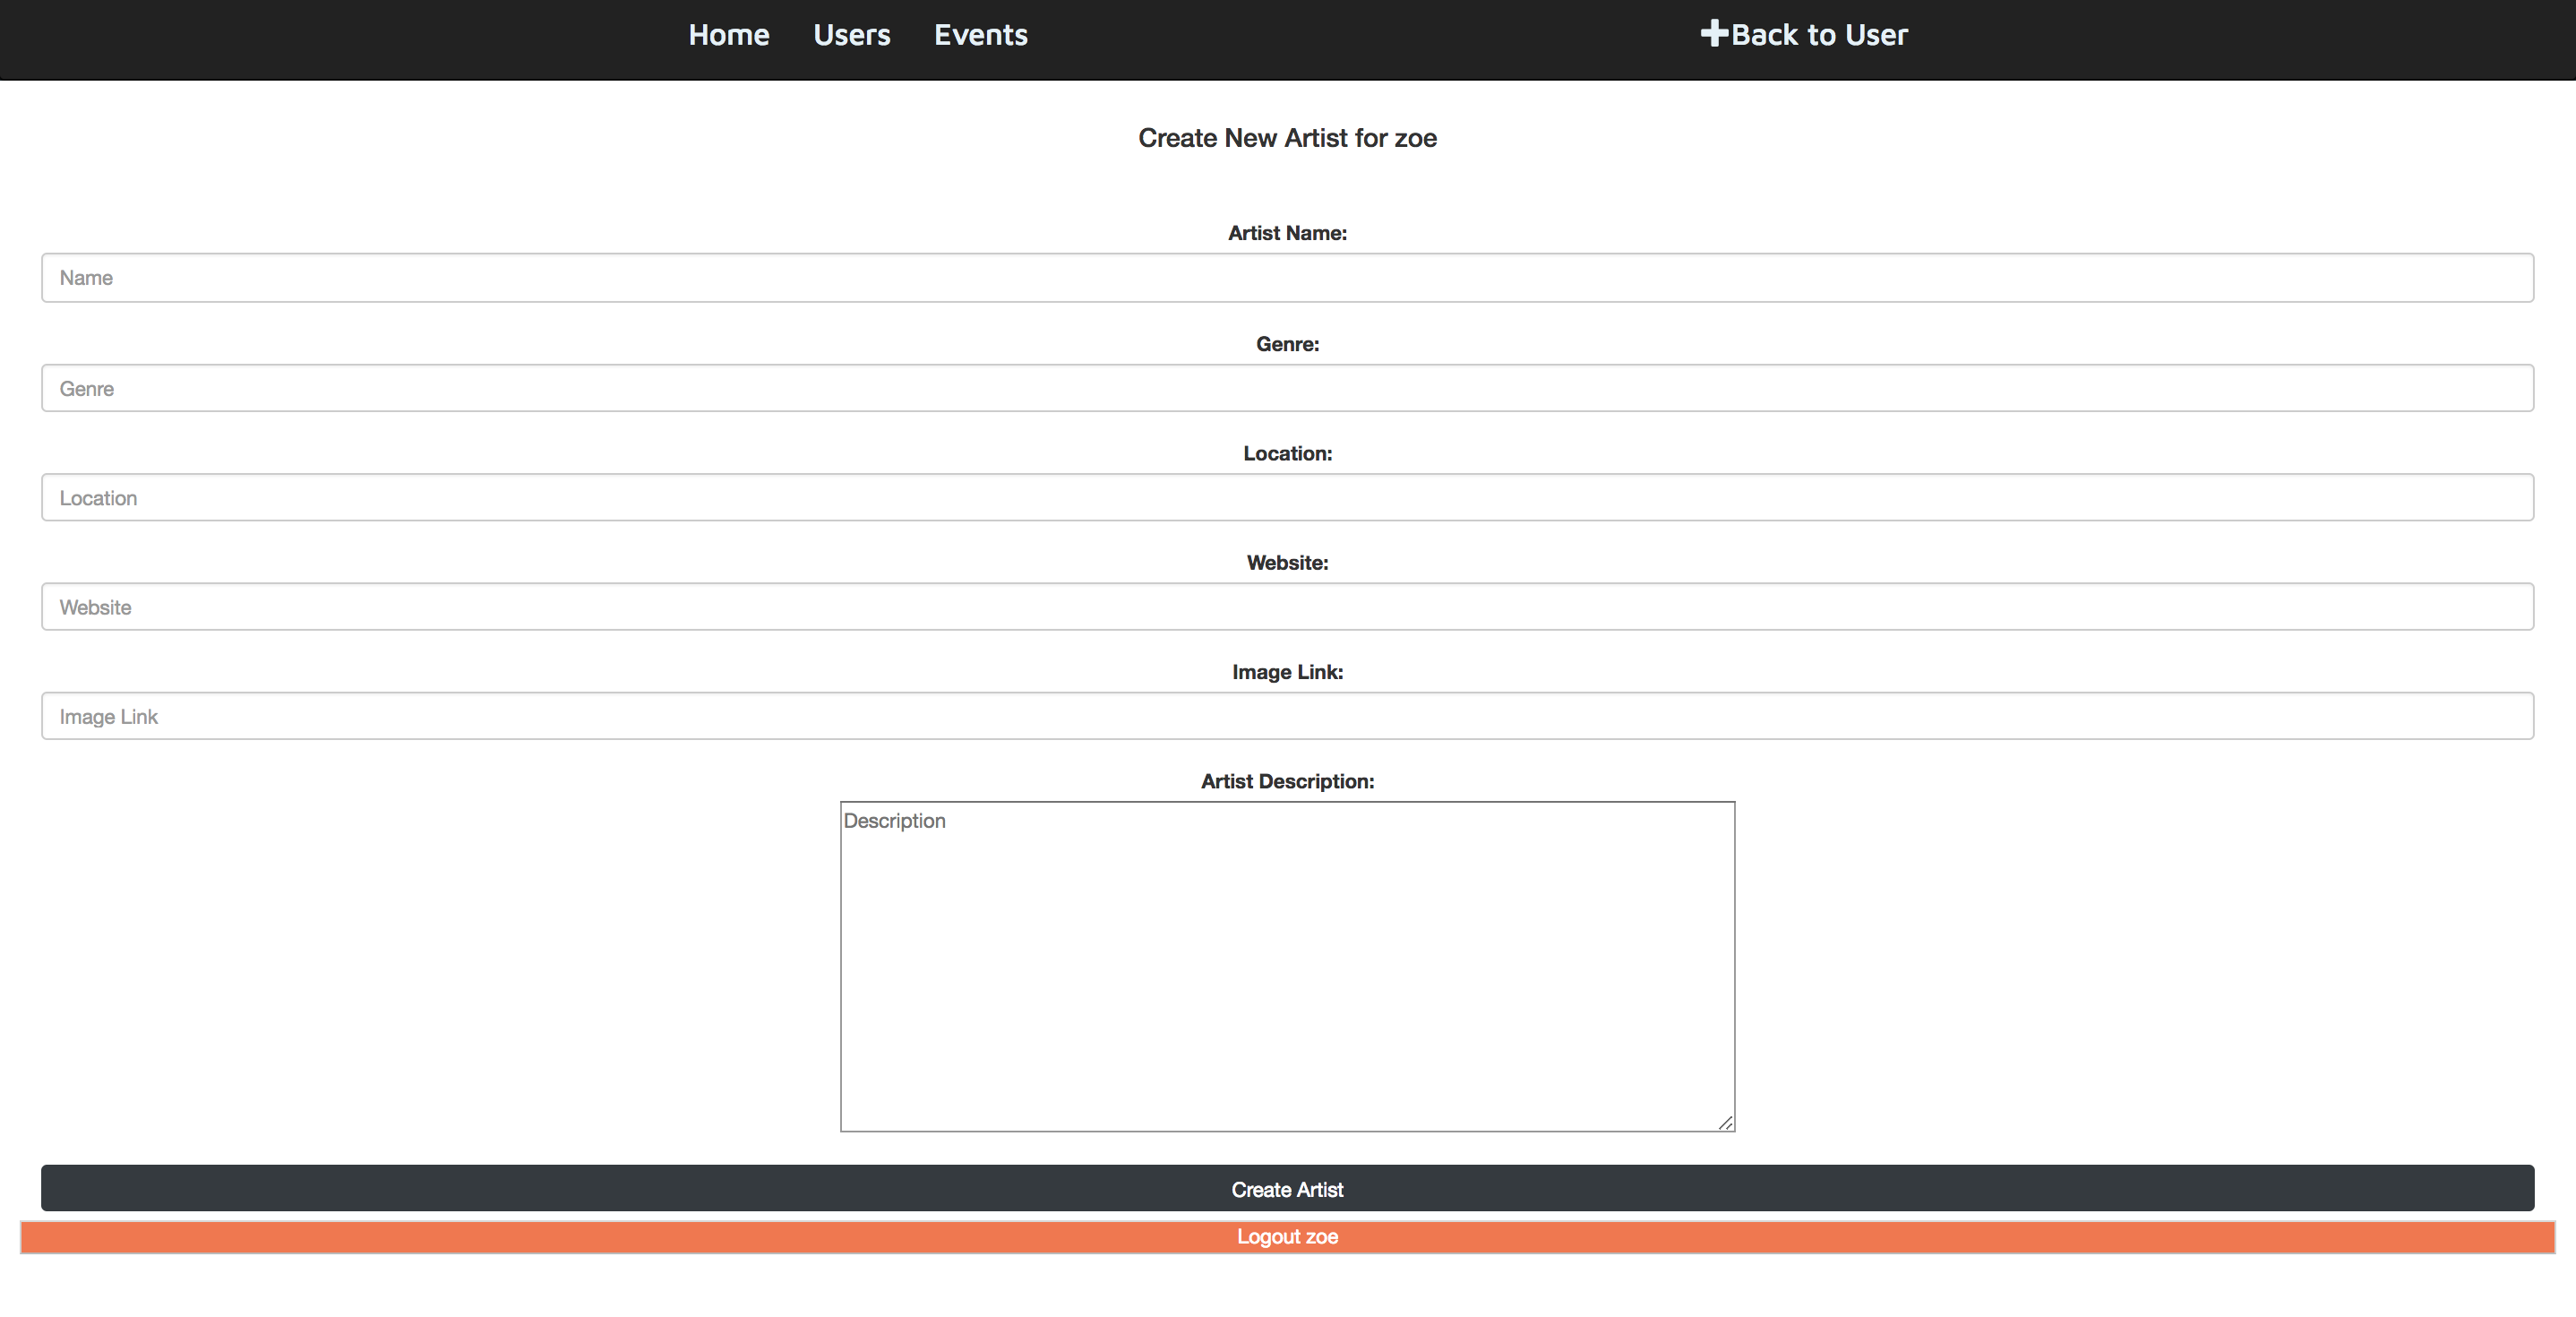 Home Users Events Back to User
Create New Artist for zoe
Artist Name:
Name
Genre:
Genre
Location:
Location
Website:
Website
Image Link:
Image Link
Artist Description:
Description
Create Artist
Logout zoe